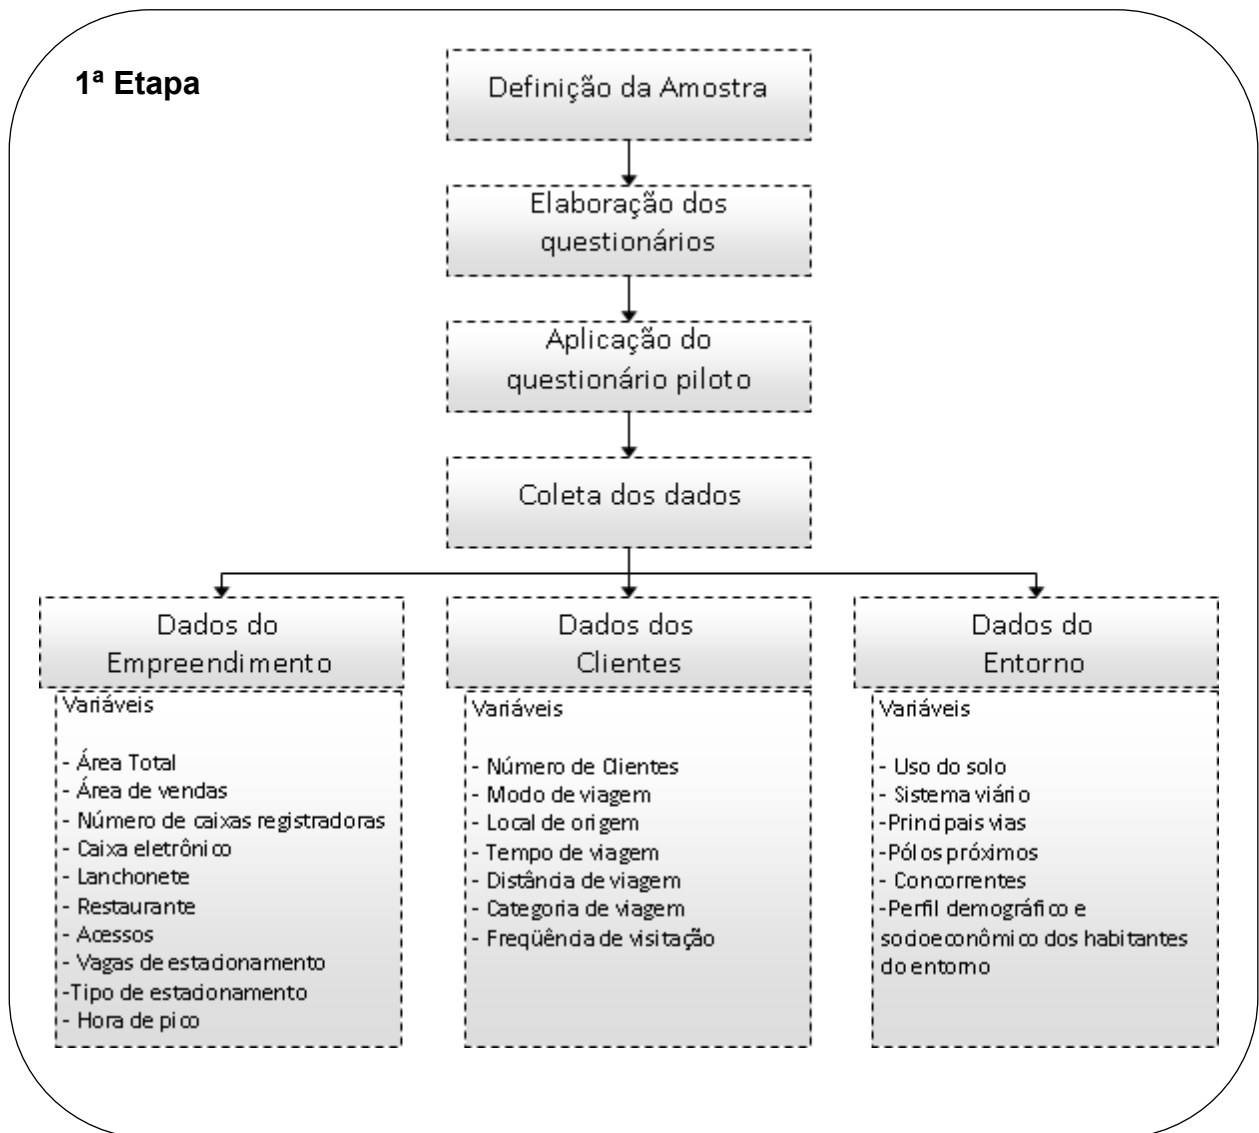 1ª Etapa
Definição da Amostra
Elaboração dos
questionários
Aplicação do
questionário piloto
Coleta dos dados
Dados do
Empreendimento
Variáveis
- Área Total
- Área de vendas
- Número de caixas registradoras
- Caixa eletrônico
- Lanchonete
- Restaurante
- Acessos
- Vagas de estacionamento
-Tipo de estacionamento
- Hora de pico
Dados dos
Clientes
Variáveis
- Número de Clientes
- Modo de viagem
- Local de origem
- Tempo de viagem
- Distância de viagem
- Categoria de viagem
- Freqüência de visitação
Dados do
Entorno
Variáveis
- Uso do solo
- Sistema viário
-Principais vias
-Pólos próximos
- Concorrentes
-Perfil demográfico e
socioeconômico dos habitantes
do entorno